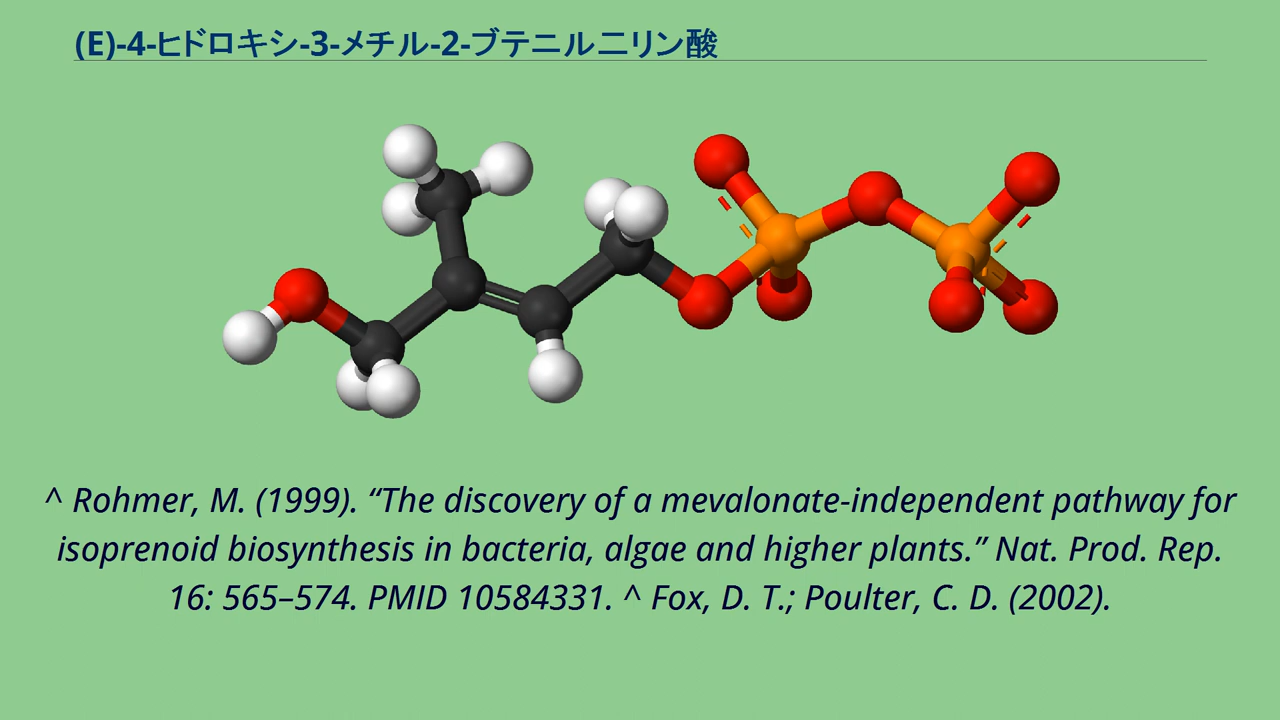 (E)-4-ヒドロキシ-3-メチル-2-ブテニル二リン酸
^ Rohmer, M. (1999). “The discovery of a mevalonate-independent pathway for
isoprenoid biosynthesis in bacteria, algae and higher plants.” Nat. Prod. Rep.
16: 565–574. PMID 10584331. ^ Fox, D. T.; Poulter, C. D. (2002).